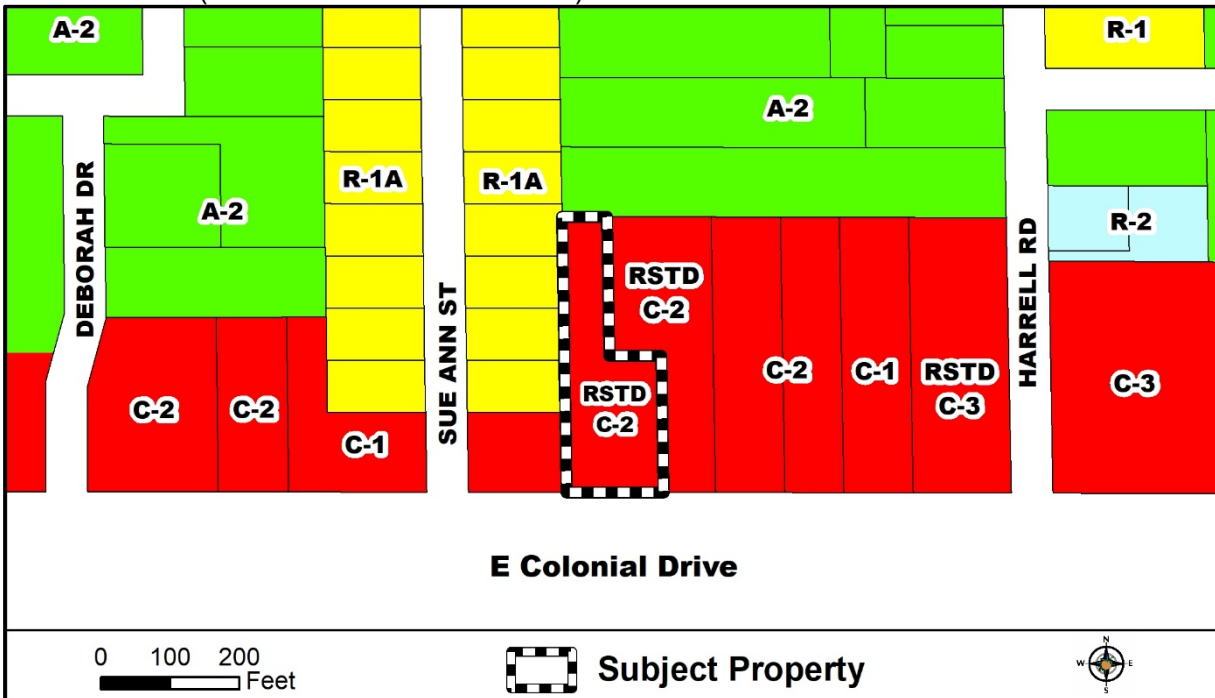 A-2
R-1
A-2
R-1A
R-1A
A-2
R-2
DEBORAH DR
SUE ANN ST
HARRELL RD
RSTD
C-2
C-2
C-1
RSTD
C-3
C-3
RSTD
C-2
C-2
C-2
C-1
E Colonial Drive
0 100 200
Feet
Subject Property
N
W E
S